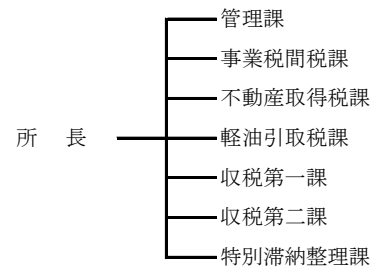 管理課
事業税間税課
不動産取得税課
所　長
軽油引取税課
収税第一課
収税第二課
特別滞納整理課